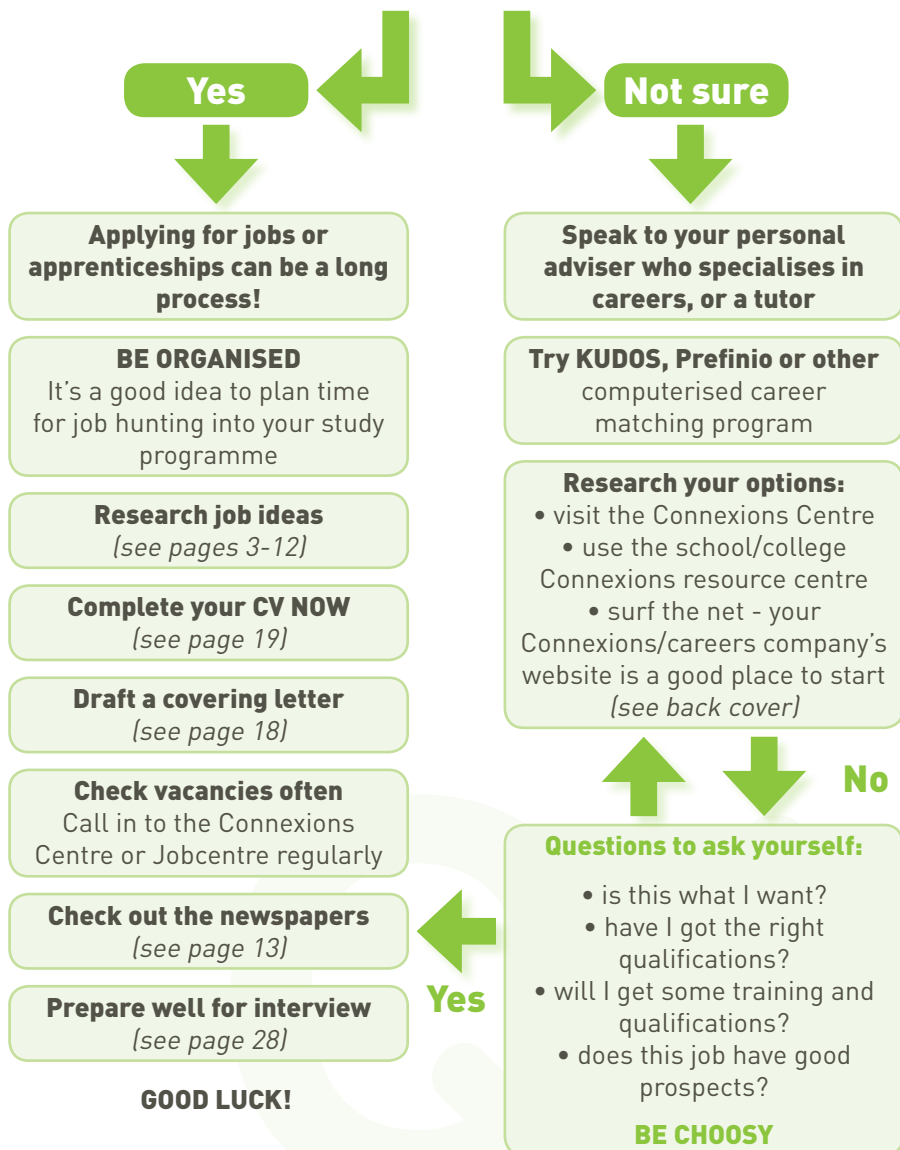 Yes
Applying for jobs or
apprenticeships can be a long
process!
BE ORGANISED
It's a good idea to plan time
for job hunting into your study
programme
Research job ideas
(see pages 3-12)
Complete your CV NOW
(see page 19)
Draft a covering letter
(see page 18)
Check vacancies often
Call in to the Connexions
Centre or Jobcentre regularly
Check out the newspapers
(see page 13)
Prepare well for interview
(see page 28)
GOOD LUCK!
Not sure
Speak to your personal
adviser who specialises in
careers, or a tutor
Try KUDOS, Prefinio or other
computerised career
matching program
Research your options:
• visit the Connexions Centre
• use the school/college
Connexions resource centre
• surf the net - your
Connexions/careers company's
website is a good place to start
(see back cover)
No
Questions to ask yourself:
• is this what I want?
• have I got the right
qualifications?
• will I get some training and
qualifications?
• does this job have good
prospects?
BE CHOOSY
Yes